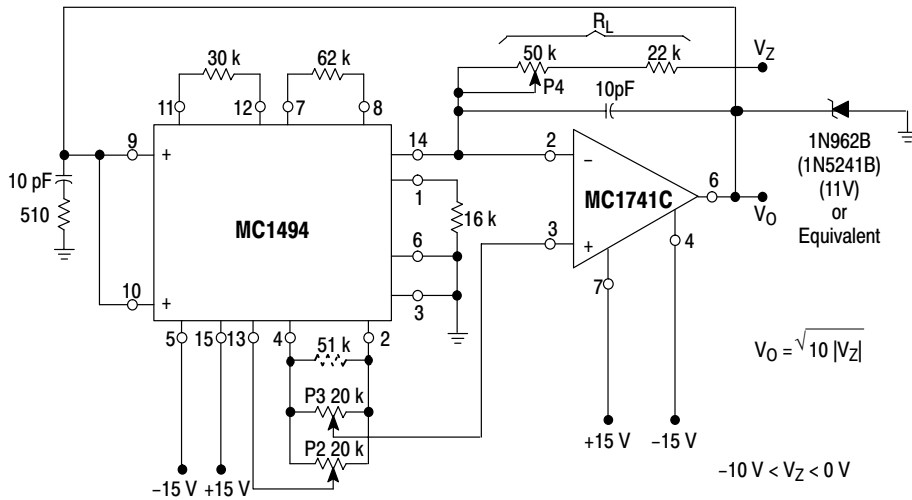 R_L
30 k
62 k
50 k
22 k
V_Z
P4
11
12
7
8
10pF
9
+
14
2
–
1N962B
(1N5241B)
(11V)
or
Equivalent
10 pF
510
1
MC1494
16 k
MC1741C
6
V_O
6
3
+
4
10
+
3
7
5
15
13
4
2
51 k
P3 20 k
P2 20 k
V_O = √10 |V_Z|
–15 V
+15 V
+15 V
–15 V
–10 V < V_Z < 0 V